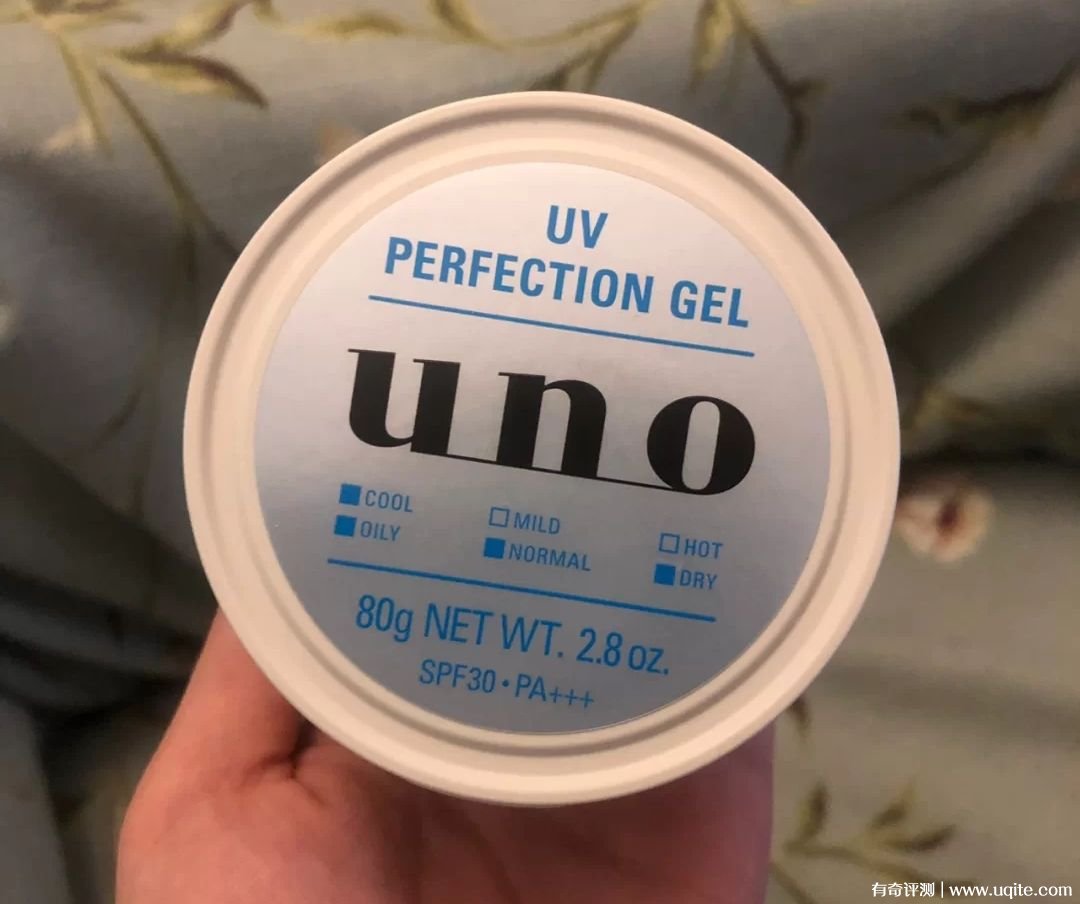 UV
PERFECTION GEL
uno
COOL MILD HOT
OILY NORMAL DRY
80g NET WT. 2.8 oz.
SPF30・PA+++
有奇评测 | www.uqite.com